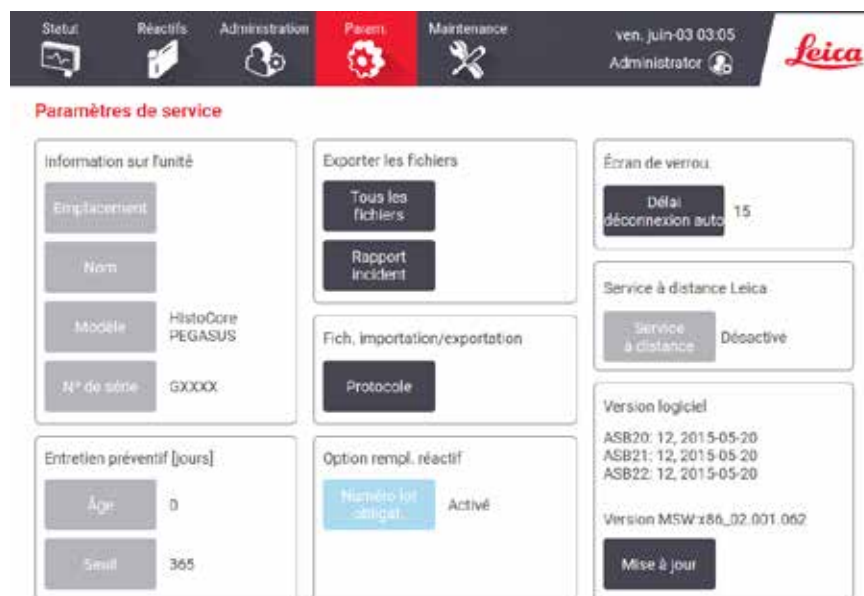 Statut
Réactifs
Administration
Param.
Maintenance
ven. juin-03 03:05
Administrator
Leica
Paramètres de service
Information sur l'unité
Emplacement
Nom
Modèle
HistoCore
PEGASUS
N° de série
GXXXX
Entretien préventif [jours]
Âge
0
Seuil
365
Exporter les fichiers
Tous les
fichiers
Rapport
incident
Fich. importation/exportation
Protocole
Option rempl. réactif
Numéro lot
obligat.
Activé
Écran de verrou.
Délai
déconnexion auto
15
Service à distance Leica
Service
à distance
Désactivé
Version logiciel
ASB20: 12, 2015-05-20
ASB21: 12, 2015-05-20
ASB22: 12, 2015-05-20
Version MSW:x86_02.001.062
Mise à jour